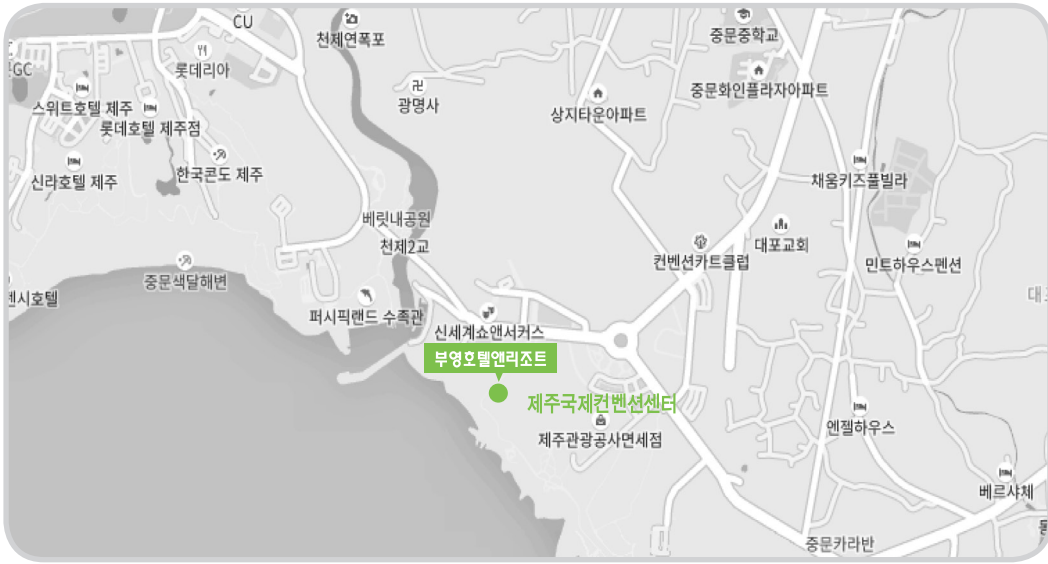 CU
천제연폭포
중문중학교
롯데리아
GC
중문화인플라자아파트
스위트호텔 제주
광명사
상지타운아파트
롯데호텔 제주점
한국콘도 제주
신라호텔 제주
채움키즈풀빌라
베릿내공원
천제2교
대포교회
컨벤션카트클럽
민트하우스펜션
중문색달해변
켄시호텔
대포
퍼시픽랜드 수족관
신세계쇼앤서커스
부영호텔앤리조트
제주국제컨벤션센터
제주관광공사면세점
엔젤하우스
베르샤체
중문카라반